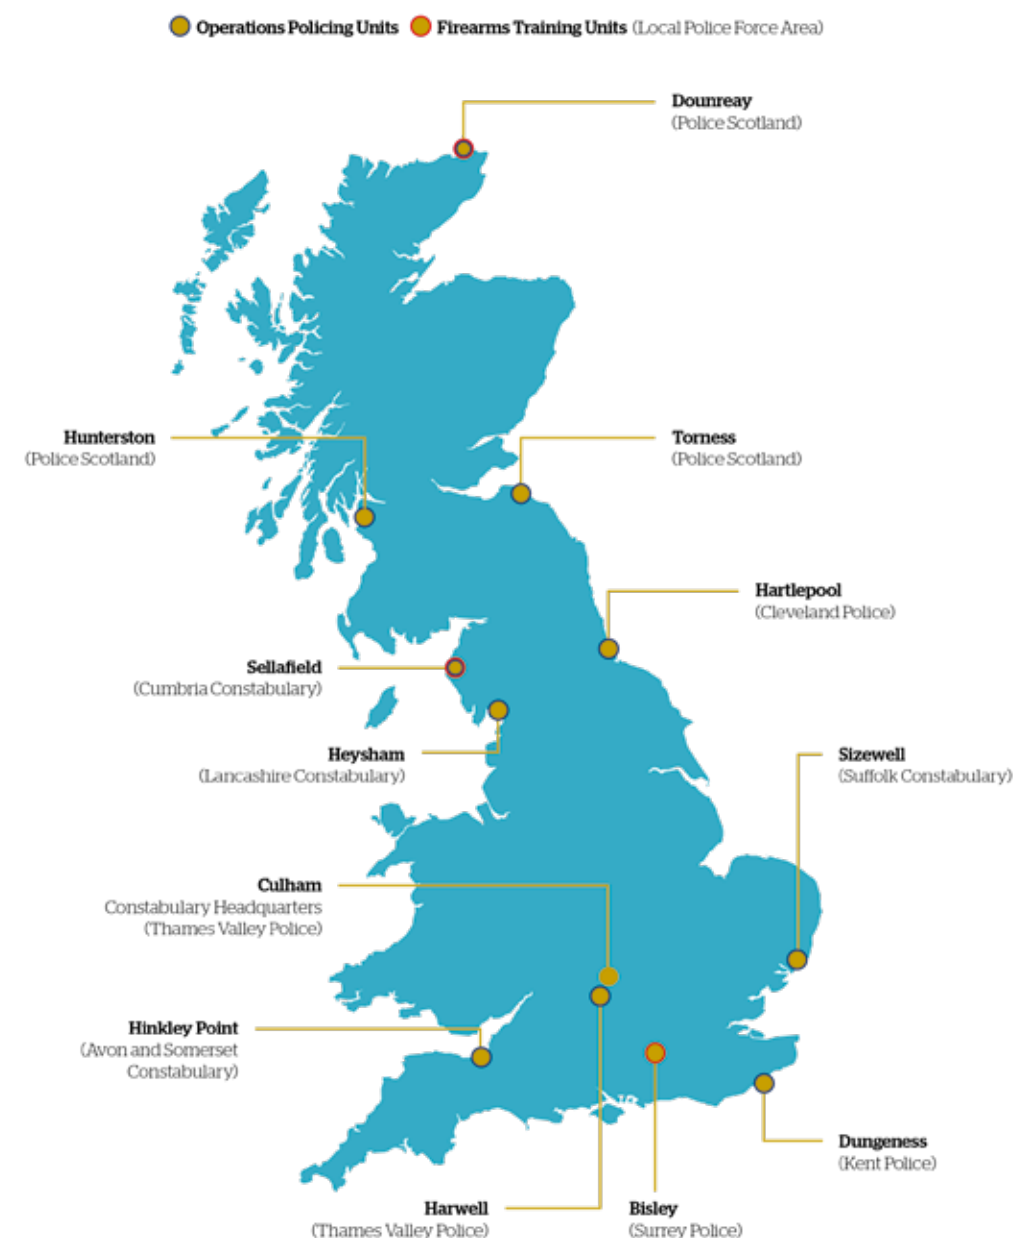 Operations Policing Units Firearms Training Units (Local Police Force Area)
Dounreay
(Police Scotland)
Hunterston
(Police Scotland)
Torness
(Police Scotland)
Hartlepool
(Cleveland Police)
Sellafield
(Cumbria Constabulary)
Heysham
(Lancashire Constabulary)
Sizewell
(Suffolk Constabulary)
Culham
Constabulary Headquarters
(Thames Valley Police)
Hinkley Point
(Avon and Somerset
Constabulary)
Dungeness
(Kent Police)
Harwell
(Thames Valley Police)
Bisley
(Surrey Police)